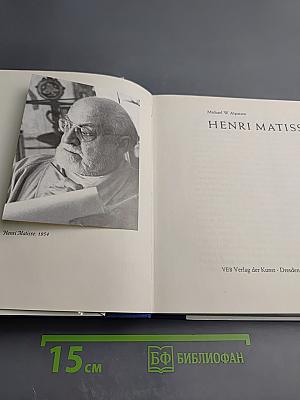 Henri Matisse, 1954
Michael W. Alpatow
HENRI MATISS
VEB Verlag der Kunst · Dresden
15 см
БФ БИБЛИОФАН